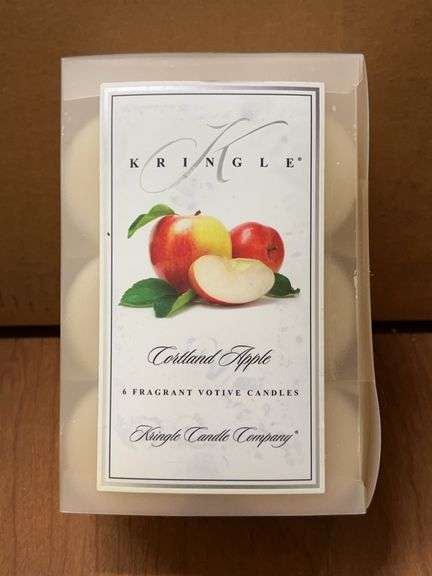 K
KRINGLE®
Cortland Apple
6 FRAGRANT VOTIVE CANDLES
Kringle Candle Company®